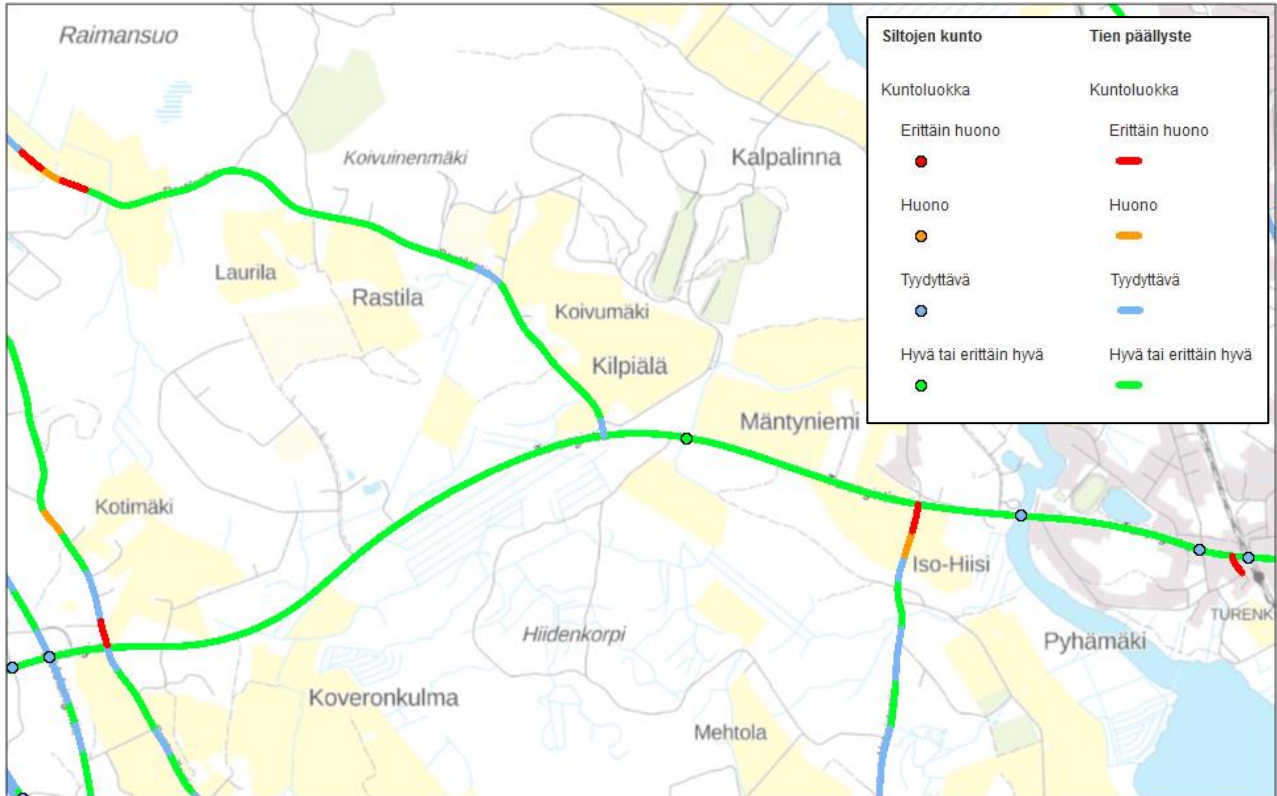 Raimansuo
Siltojen kunto Tien päällyste
Kuntoluokka Kuntoluokka
Erittäin huono Erittäin huono
Huono Huono
Tyydyttävä Tyydyttävä
Hyvä tai erittäin hyvä Hyvä tai erittäin hyvä
Koivuinenmäki
Kalpalinna
Laurila
Rastila
Koivumäki
Kilpiälä
Mäntyniemi
Kotimäki
Iso-Hiisi
TURENK
Hiidenkorpi
Pyhämäki
Koveronkulma
Mehtola